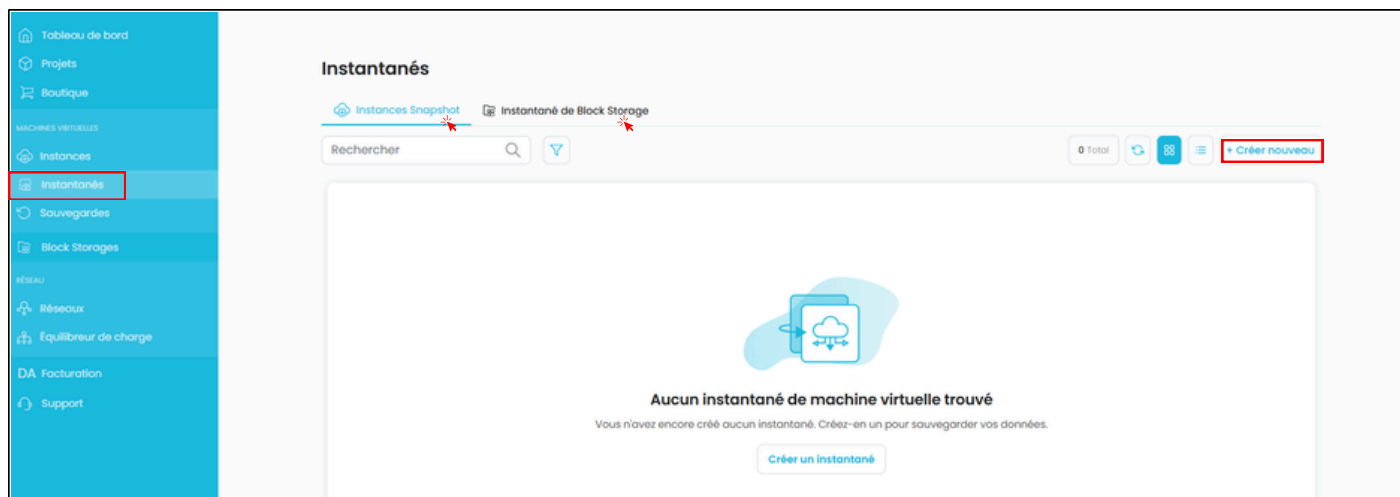 Tableau de bord
Projets
Boutique
MACHINES VIRTUELLES
Instances
Instantanés
Sauvegardes
Block Storages
RÉSEAU
Réseaux
Équilibreur de charge
DA Facturation
Support
Instantanés
Instances Snapshot
Instantané de Block Storage
Rechercher
0 Total
+ Créer nouveau
Aucun instantané de machine virtuelle trouvé
Vous n'avez encore créé aucun instantané. Créez-en un pour sauvegarder vos données.
Créer un instantané